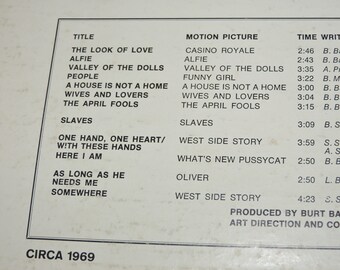 TITLE MOTION PICTURE TIME WRIT
THE LOOK OF LOVE CASINO ROYALE 2:46 B. B
ALFIE ALFIE 2:43 B. BA
VALLEY OF THE DOLLS VALLEY OF THE DOLLS 3:35 A. P
PEOPLE FUNNY GIRL 3:22 B. M
A HOUSE IS NOT A HOME A HOUSE IS NOT A HOME 3:00 B. B
WIVES AND LOVERS WIVES AND LOVERS 3:04 B. B
THE APRIL FOOLS THE APRIL FOOLS 3:15 B. B
SLAVES SLAVES 3:09 B. S
ONE HAND, ONE HEART/ WEST SIDE STORY 3:59 S. S
WITH THESE HANDS A. S
HERE I AM WHAT'S NEW PUSSYCAT 2:50 B. B
AS LONG AS HE OLIVER 2:50 L. B
NEEDS ME
SOMEWHERE WEST SIDE STORY 4:23 S
PRODUCED BY BURT BA
ART DIRECTION AND CO
CIRCA 1969